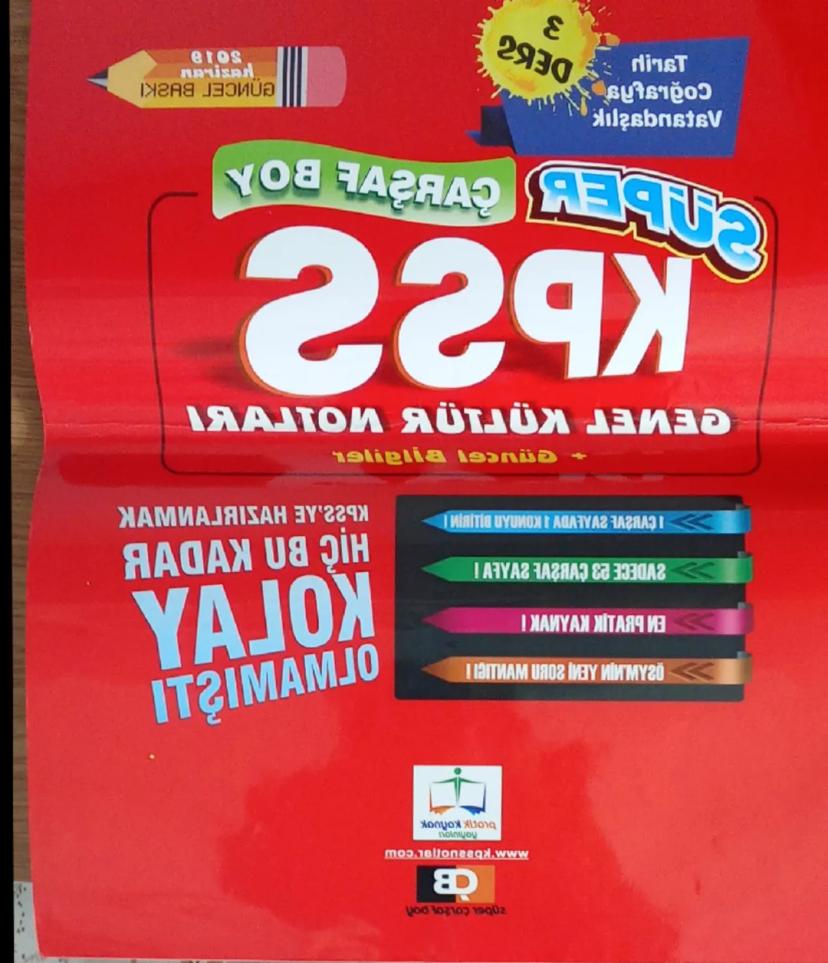 3
DERS
Tarih
Coğrafya
Vatandaşlık
2019
haziran
GÜNCEL BASKI
SÜPER
ÇARŞAF BOY
KPSS
GENEL KÜLTÜR NOTLARI
+ Güncel Bilgiler
1 ÇARŞAF SAYFADA 1 KONUYU BİTİRİN !
SADECE 53 ÇARŞAF SAYFA !
EN PRATİK KAYNAK !
ÖSYM'NİN YENİ SORU MANTIĞI !
KPSS'YE HAZIRLANMAK
HİÇ BU KADAR
KOLAY
OLMAMIŞTI
pratik kaynak
yayınları
www.kpssnotlar.com
ÇB
süper çarşaf boy